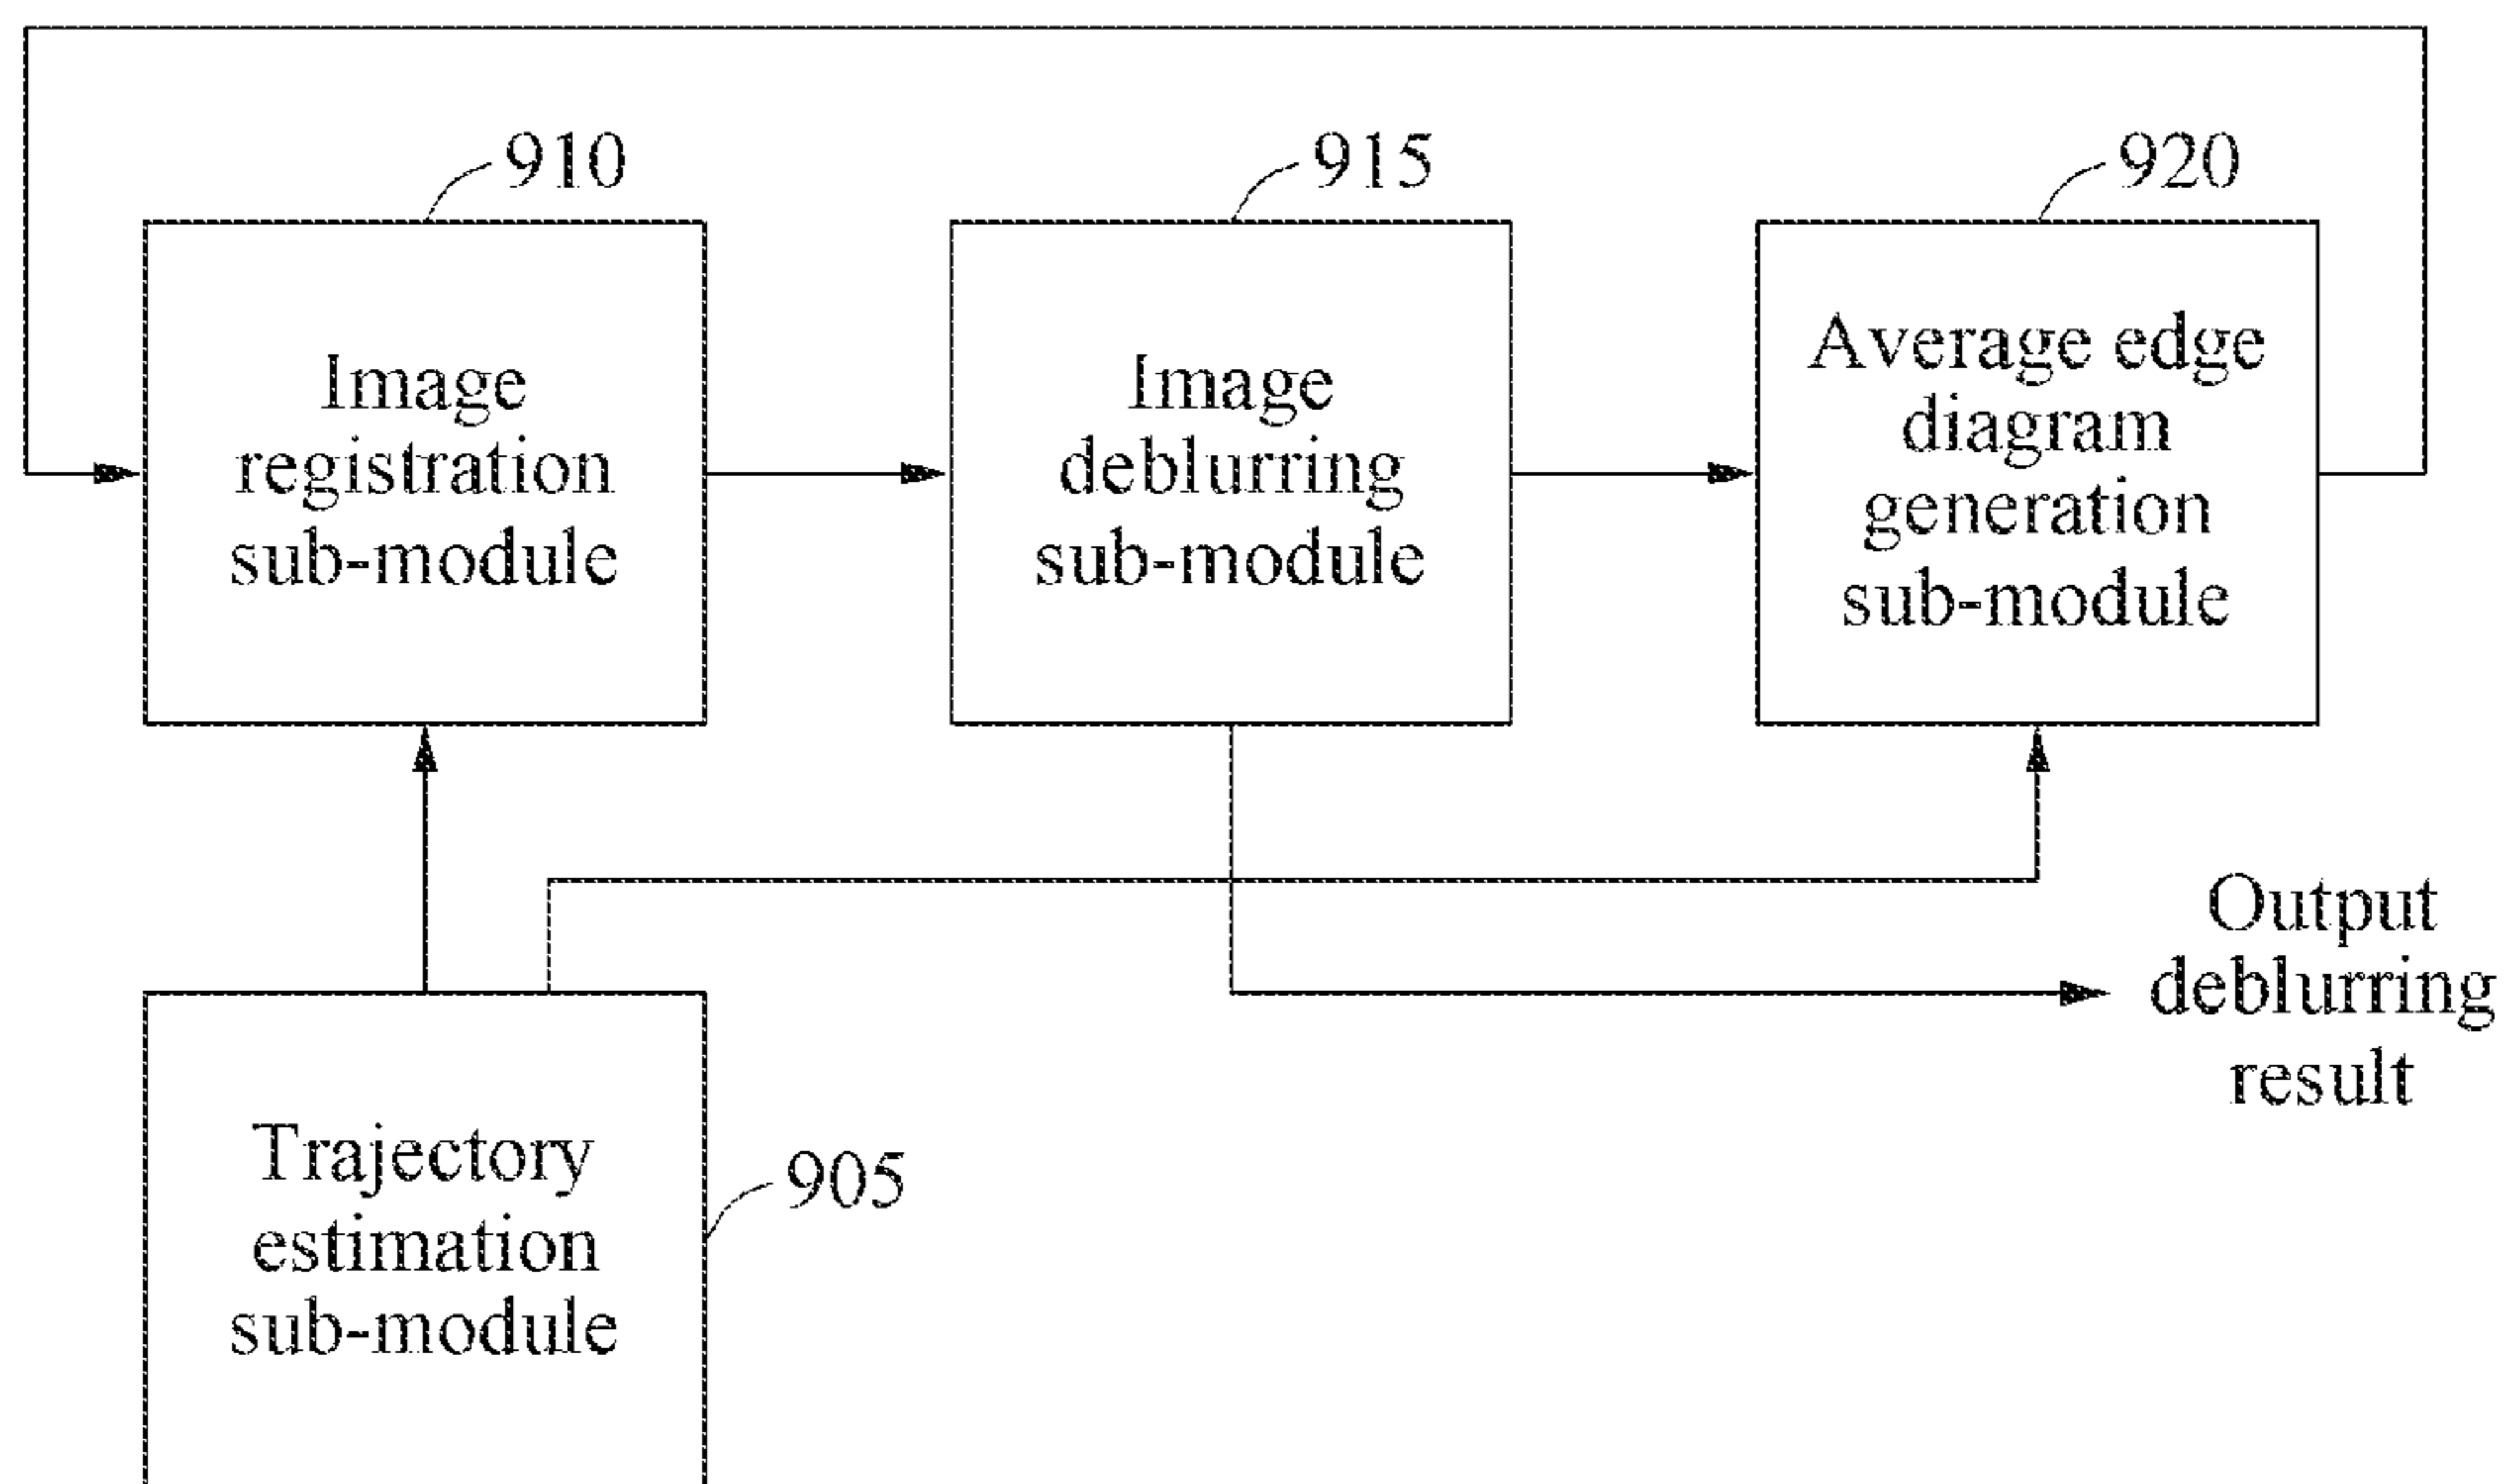 910
915
920
Image
registration
sub-module
Image
deblurring
sub-module
Average edge
diagram
generation
sub-module
Output
deblurring
result
Trajectory
estimation
sub-module
905